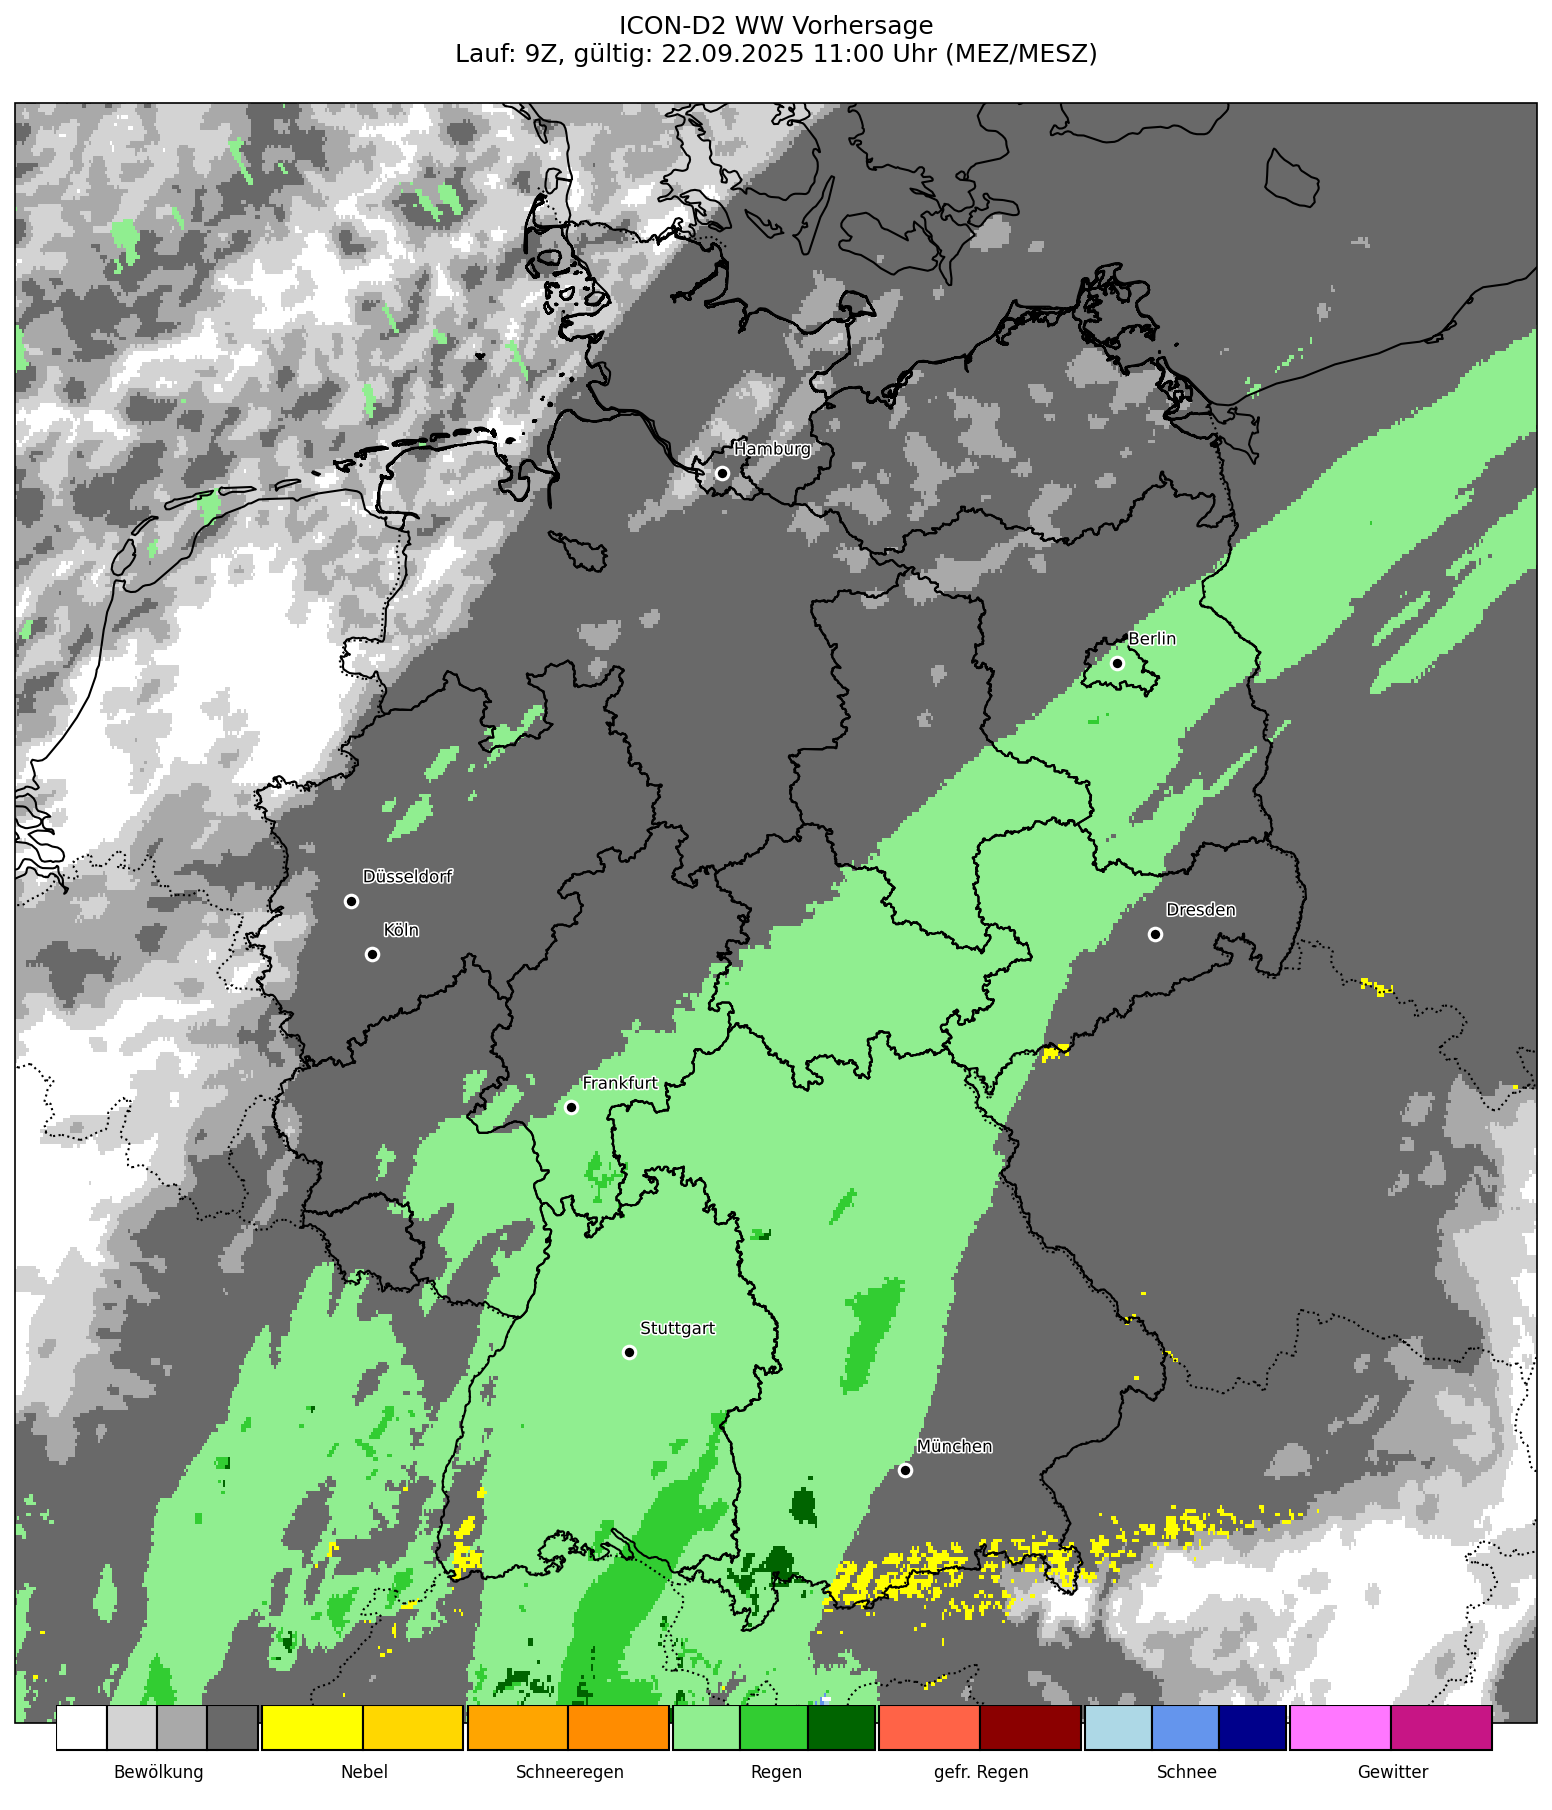 ICON-D2 WW Vorhersage
Lauf: 9Z, gültig: 22.09.2025 11:00 Uhr (MEZ/MESZ)
Hamburg
Berlin
Düsseldorf
Dresden
Köln
Frankfurt
Stuttgart
München
Bewölkung
Nebel
Schneeregen
Regen
gefr. Regen
Schnee
Gewitter